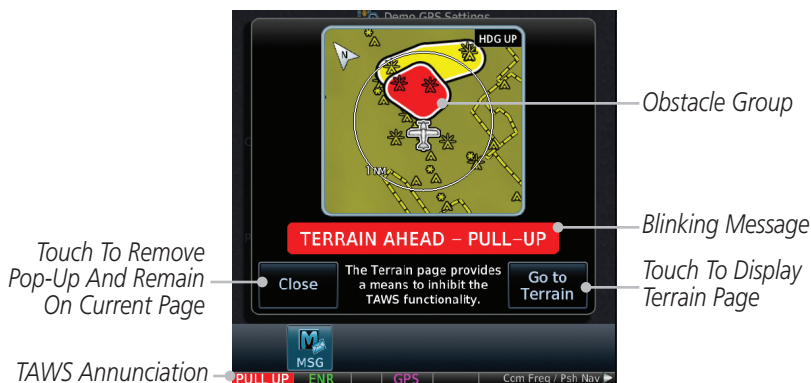 Demo GPS Settings
HDG UP
N
1 NM
Obstacle Group
TERRAIN AHEAD – PULL–UP
Blinking Message
Touch To Remove
Pop-Up And Remain
On Current Page
Close
The Terrain page provides
a means to inhibit the
TAWS functionality.
Go to
Terrain
Touch To Display
Terrain Page
MSG
TAWS Annunciation
PULL UP ENR GPS Com Freq / Psh Nav